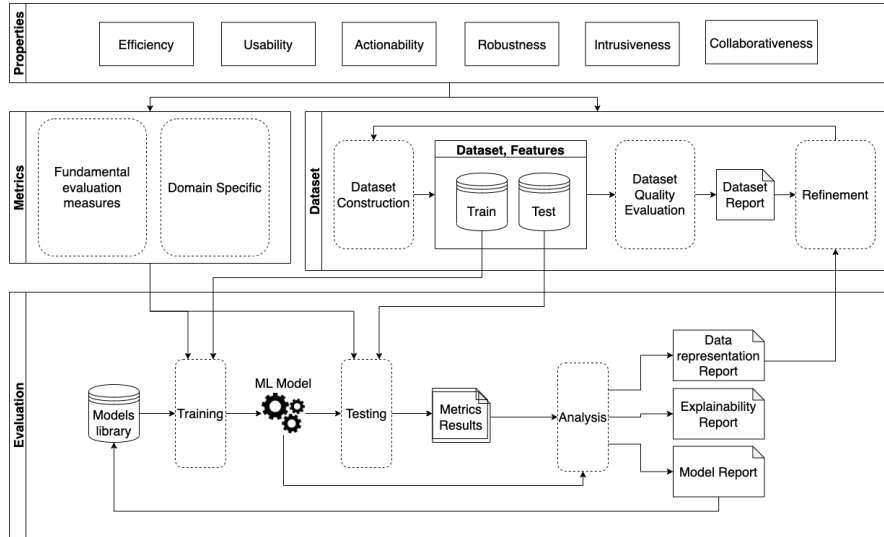 Properties
Efficiency
Usability
Actionability
Robustness
Intrusiveness
Collaborativeness
Metrics
Fundamental
evaluation
measures
Domain Specific
Dataset
Dataset
Construction
Dataset, Features
Train
Test
Dataset
Quality
Evaluation
Dataset
Report
Refinement
Evaluation
Models
library
Training
ML Model
Testing
Metrics
Results
Analysis
Data
representation
Report
Explainability
Report
Model Report